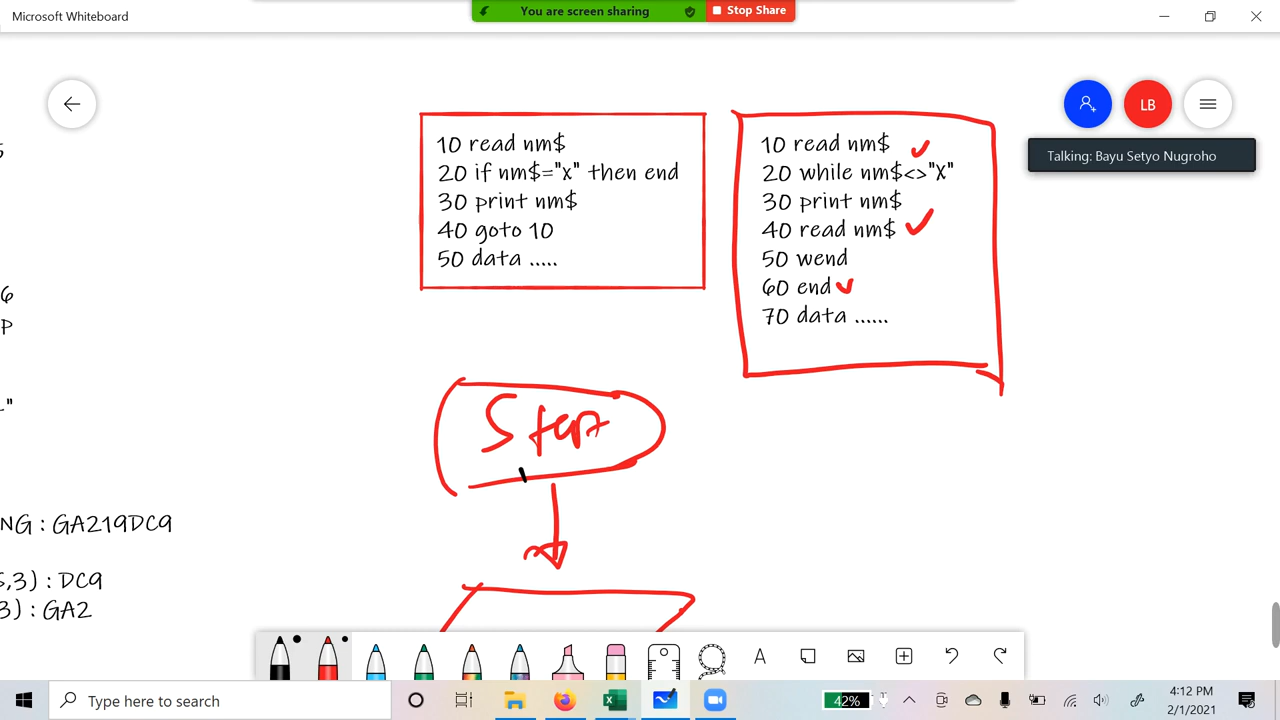 Microsoft Whiteboard
You are screen sharing
Stop Share
LB
Talking: Bayu Setyo Nugroho
10 read nm$
20 if nm$="x" then end
30 print nm$
40 goto 10
50 data .....
10 read nm$
20 while nm$<>"X"
30 print nm$
40 read nm$
50 wend
60 end
70 data ......
6
P
"
Start
NG : GA219DC9
,3) : DC9
3) : GA2
A
42%
4:12 PM
2/1/2021
Type here to search